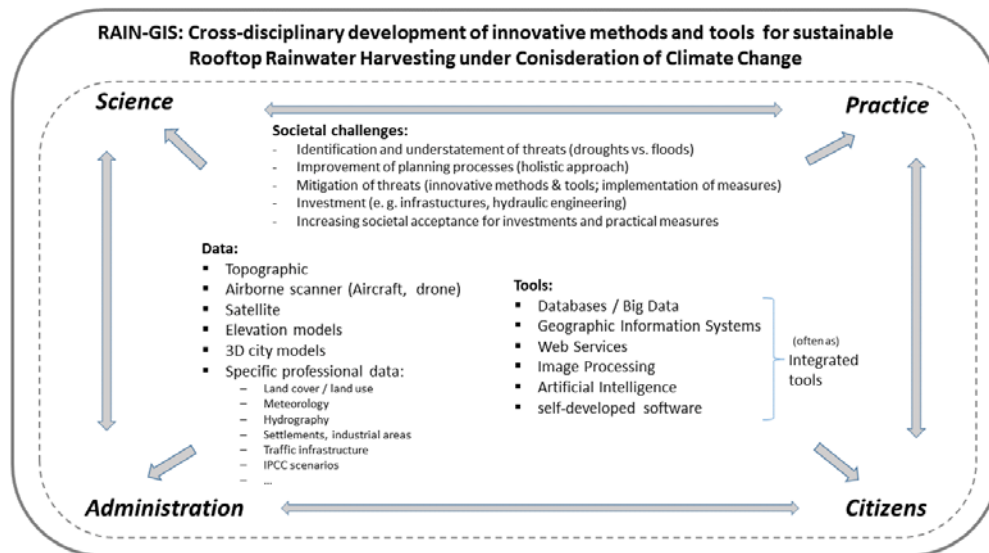 RAIN-GIS: Cross-disciplinary development of innovative methods and tools for sustainable
Rooftop Rainwater Harvesting under Conisderation of Climate Change
Science
Practice
Societal challenges:
- Identification and understatement of threats (droughts vs. floods)
- Improvement of planning processes (holistic approach)
- Mitigation of threats (innovative methods & tools; implementation of measures)
- Investment (e. g. infrastuctures, hydraulic engineering)
- Increasing societal acceptance for investments and practical measures
Data:
▪ Topographic
▪ Airborne scanner (Aircraft, drone)
▪ Satellite
▪ Elevation models
▪ 3D city models
▪ Specific professional data:
– Land cover / land use
– Meteorology
– Hydrography
– Settlements, industrial areas
– Traffic infrastructure
– IPCC scenarios
– ...
Tools:
▪ Databases / Big Data
▪ Geographic Information Systems
▪ Web Services
▪ Image Processing
▪ Artificial Intelligence
▪ self-developed software
(often as)
Integrated
tools
Administration
Citizens